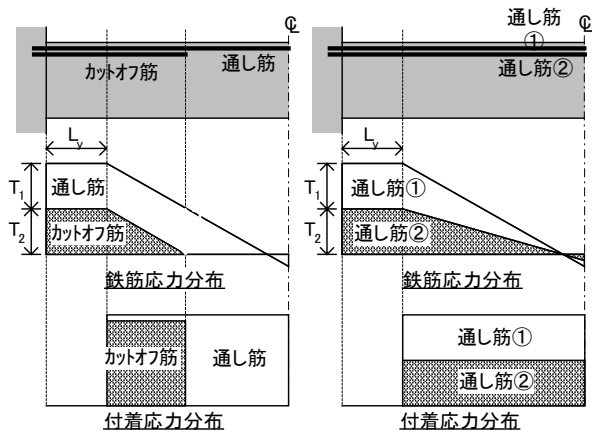 ℄
通し筋
カットオフ筋
Ly
T1
通し筋
T2
カットオフ筋
鉄筋応力分布
カットオフ筋
通し筋
付着応力分布
℄
通し筋
①
通し筋②
Ly
T1
通し筋①
T2
通し筋②
鉄筋応力分布
通し筋①
通し筋②
付着応力分布